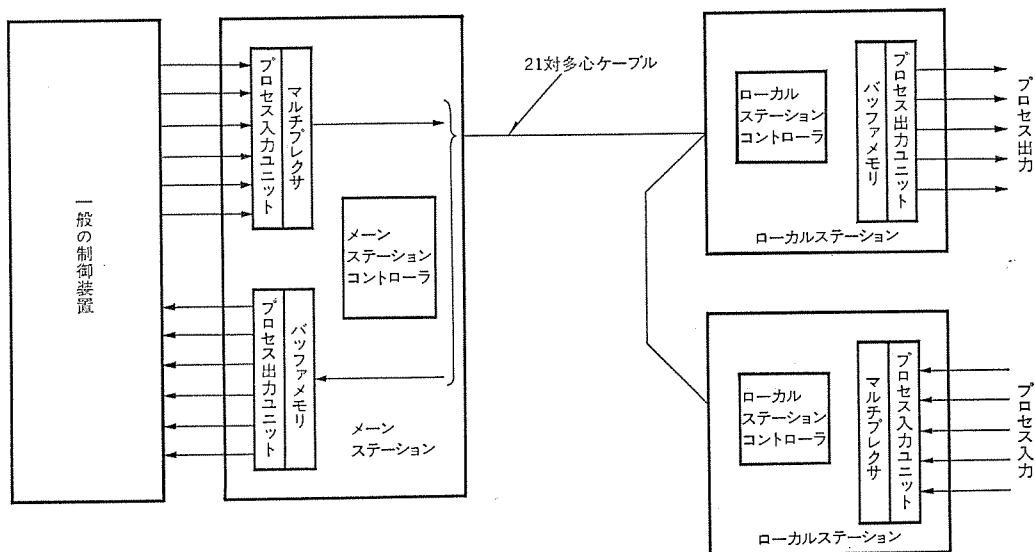 一般の制御装置
プロセス入力ユニット
マルチプレクサ
メーン
ステーション
コントローラ
プロセス出力ユニット
バッファメモリ
メーン
ステーション
21対多心ケーブル
ローカル
ステーション
コントローラ
バッファメモリ
プロセス出力ユニット
ローカルステーション
プロセス出力
ローカル
ステーション
コントローラ
マルチプレクサ
プロセス入力ユニット
ローカルステーション
プロセス入力